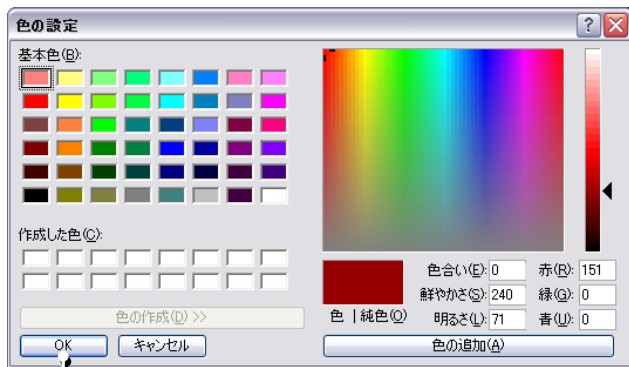 色の設定
基本色(B):
作成した色(C):
色の作成(D) >>
OK
キャンセル
色 | 純色(O)
色合い(E): 0
鮮やかさ(S): 240
明るさ(L): 71
赤(R): 151
緑(G): 0
青(U): 0
色の追加(A)